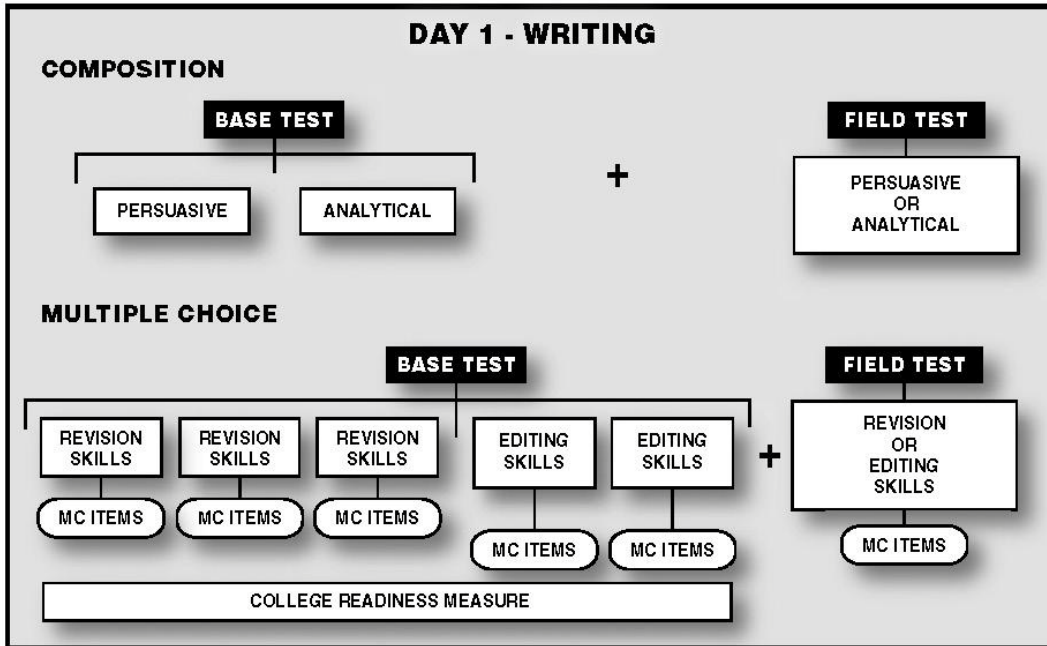 DAY 1 - WRITING
COMPOSITION
BASE TEST
FIELD TEST
PERSUASIVE
ANALYTICAL
+
PERSUASIVE
OR
ANALYTICAL
MULTIPLE CHOICE
BASE TEST
FIELD TEST
REVISION
SKILLS
REVISION
SKILLS
REVISION
SKILLS
EDITING
SKILLS
EDITING
SKILLS
+
REVISION
OR
EDITING
SKILLS
MC ITEMS
MC ITEMS
MC ITEMS
MC ITEMS
MC ITEMS
MC ITEMS
COLLEGE READINESS MEASURE